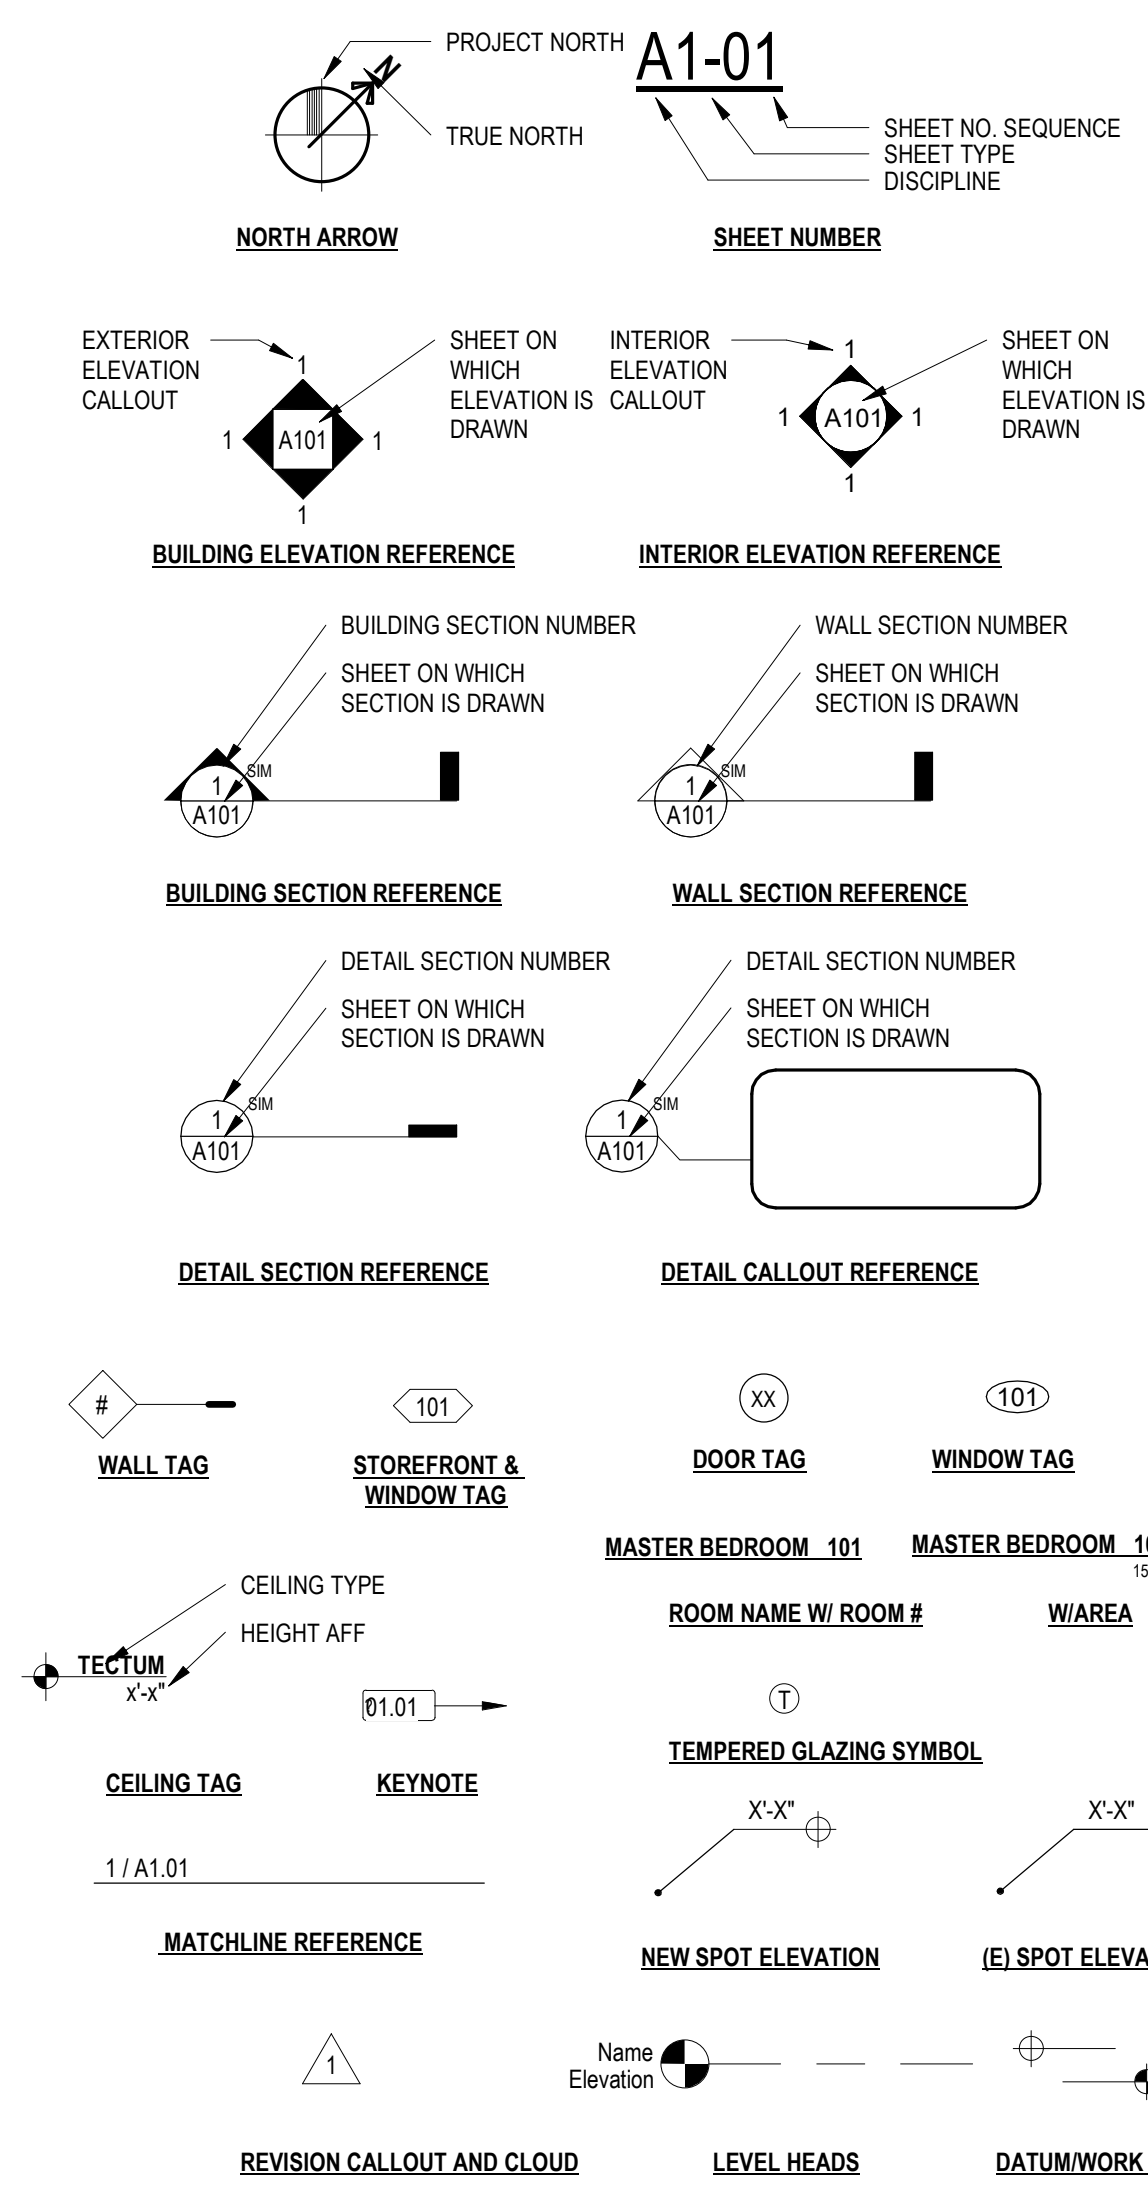 PROJECT NORTH
N
TRUE NORTH
NORTH ARROW
A1-01
SHEET NO. SEQUENCE
SHEET TYPE
DISCIPLINE
SHEET NUMBER
EXTERIOR
ELEVATION
CALLOUT
1
1
A101
1
1
SHEET ON
WHICH
ELEVATION IS
DRAWN
BUILDING ELEVATION REFERENCE
INTERIOR
ELEVATION
CALLOUT
1
1
A101
1
1
SHEET ON
WHICH
ELEVATION IS
DRAWN
INTERIOR ELEVATION REFERENCE
BUILDING SECTION NUMBER
SHEET ON WHICH
SECTION IS DRAWN
SIM
1
A101
BUILDING SECTION REFERENCE
WALL SECTION NUMBER
SHEET ON WHICH
SECTION IS DRAWN
SIM
1
A101
WALL SECTION REFERENCE
DETAIL SECTION NUMBER
SHEET ON WHICH
SECTION IS DRAWN
SIM
1
A101
DETAIL SECTION REFERENCE
DETAIL SECTION NUMBER
SHEET ON WHICH
SECTION IS DRAWN
SIM
1
A101
DETAIL CALLOUT REFERENCE
#
WALL TAG
101
STOREFRONT &
WINDOW TAG
XX
DOOR TAG
101
WINDOW TAG
MASTER BEDROOM 101
ROOM NAME W/ ROOM #
MASTER BEDROOM
W/AREA
CEILING TYPE
HEIGHT AFF
TECTUM
x'-x"
CEILING TAG
01.01
KEYNOTE
T
TEMPERED GLAZING SYMBOL
1 / A1.01
MATCHLINE REFERENCE
X'-X"
NEW SPOT ELEVATION
X'-X"
(E) SPOT
1
REVISION CALLOUT AND CLOUD
Name
Elevation
LEVEL HEADS
DATUM/WORK